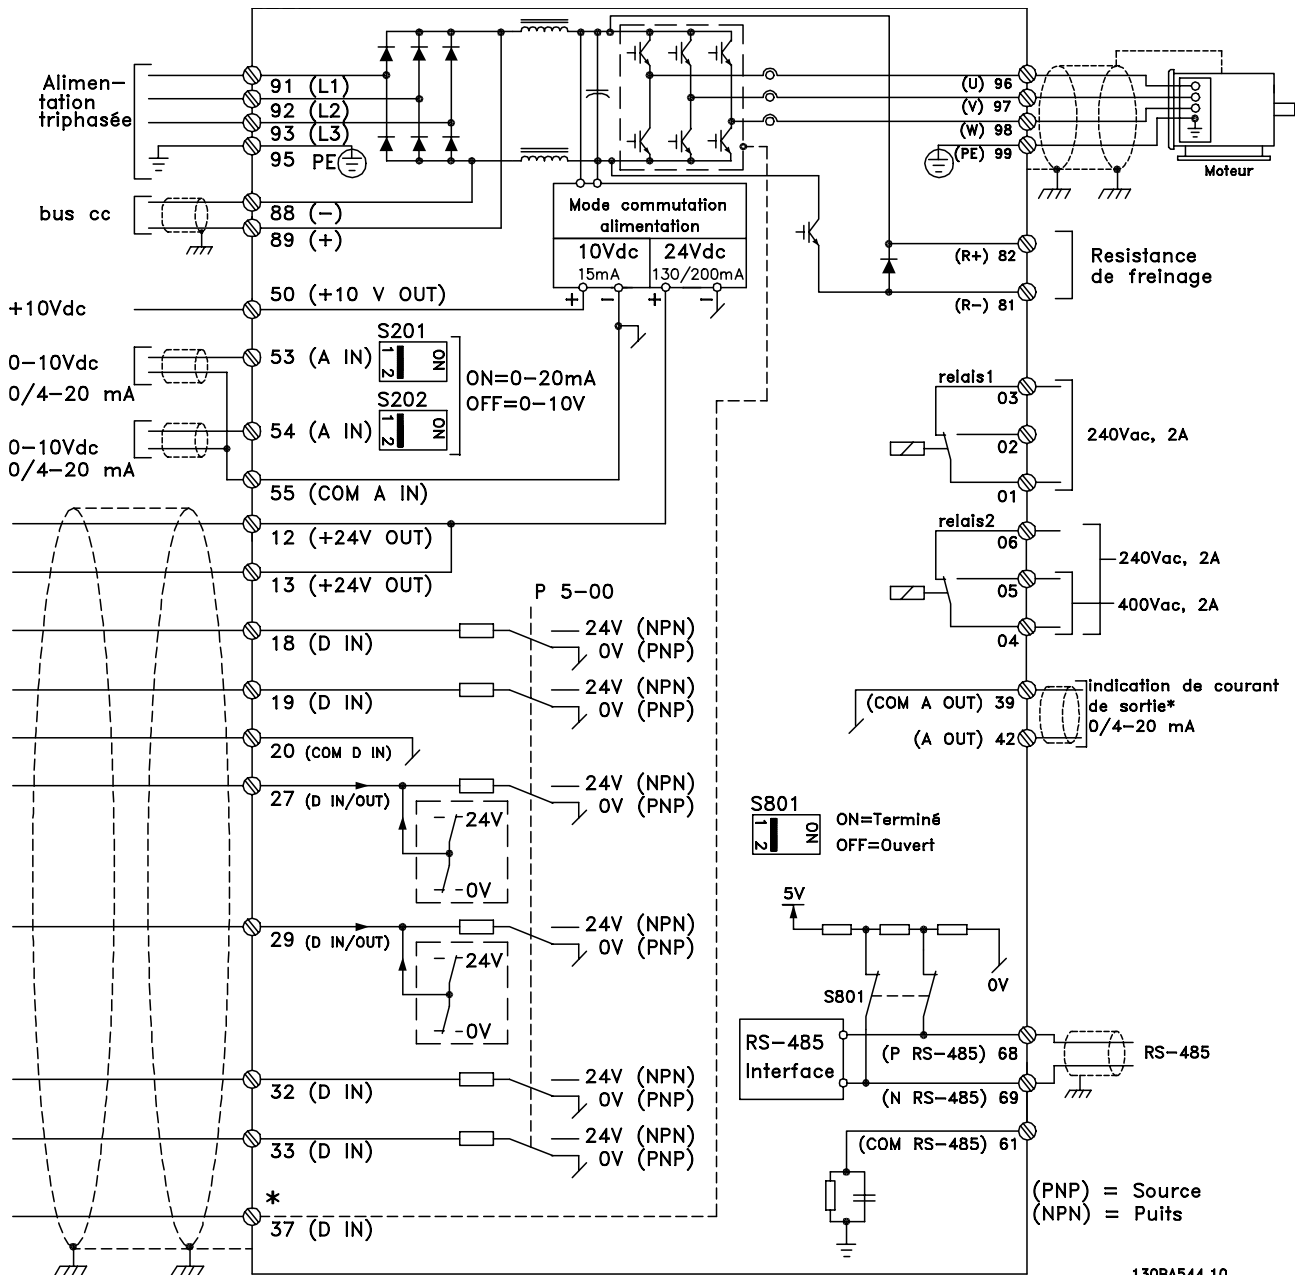 Alimen-
tation
triphasée
91 (L1)
92 (L2)
93 (L3)
95 PE
bus cc
88 (-)
89 (+)
+10Vdc
50 (+10 V OUT)
0-10Vdc
0/4-20 mA
53 (A IN)
S201
1
2
ON
ON=0-20mA
OFF=0-10V
S202
1
2
ON
0-10Vdc
0/4-20 mA
54 (A IN)
55 (COM A IN)
12 (+24V OUT)
13 (+24V OUT)
Mode commutation
alimentation
10Vdc
15mA
24Vdc
130/200mA
+ - + -
(U) 96
(V) 97
(W) 98
(PE) 99
Moteur
(R+) 82
(R-) 81
Resistance
de freinage
relais1
03
02
01
240Vac, 2A
relais2
06
05
04
240Vac, 2A
400Vac, 2A
P 5-00
18 (D IN)
24V (NPN)
0V (PNP)
19 (D IN)
24V (NPN)
0V (PNP)
20 (COM D IN)
27 (D IN/OUT)
24V
0V
24V (NPN)
0V (PNP)
29 (D IN/OUT)
24V
0V
24V (NPN)
0V (PNP)
32 (D IN)
24V (NPN)
0V (PNP)
33 (D IN)
24V (NPN)
0V (PNP)
*
37 (D IN)
(COM A OUT) 39
(A OUT) 42
indication de courant
de sortie*
0/4-20 mA
S801
1
2
ON
ON=Terminé
OFF=Ouvert
5V
0V
S801
RS-485
Interface
(P RS-485) 68
(N RS-485) 69
(COM RS-485) 61
RS-485
(PNP) = Source
(NPN) = Puits
130BA544.10